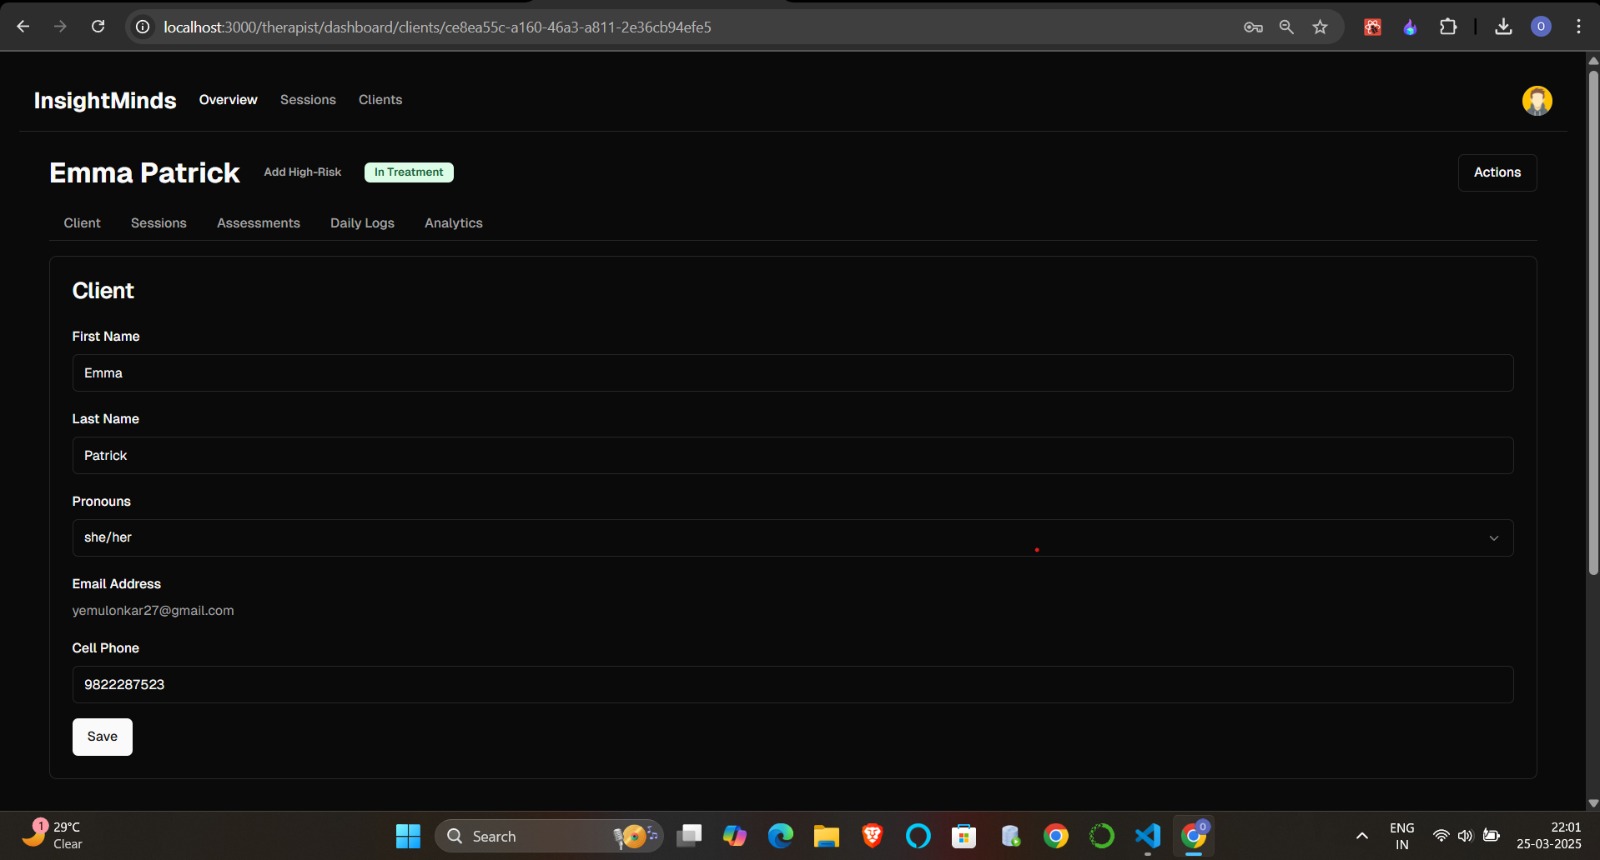 localhost:3000/therapist/dashboard/clients/ce8ea55c-a160-46a3-a811-2e36cb94efe5
O
InsightMinds Overview Sessions Clients
Emma Patrick Add High-Risk In Treatment Actions
Client Sessions Assessments Daily Logs Analytics
Client
First Name
Emma
Last Name
Patrick
Pronouns
she/her
Email Address
yemulonkar27@gmail.com
Cell Phone
9822287523
Save
1
29°C
Clear
Search
O
ENG
IN
22:01
25-03-2025